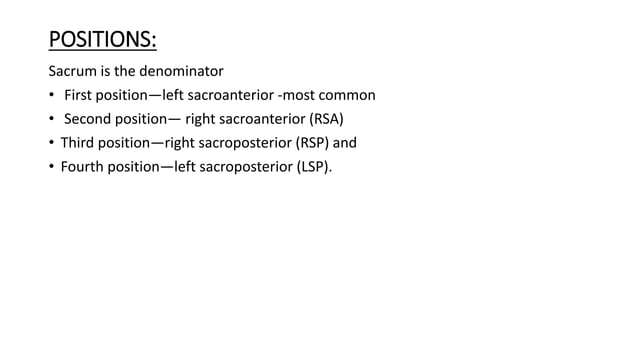 POSITIONS:
Sacrum is the denominator
• First position—left sacroanterior -most common
• Second position— right sacroanterior (RSA)
• Third position—right sacroposterior (RSP) and
• Fourth position—left sacroposterior (LSP).